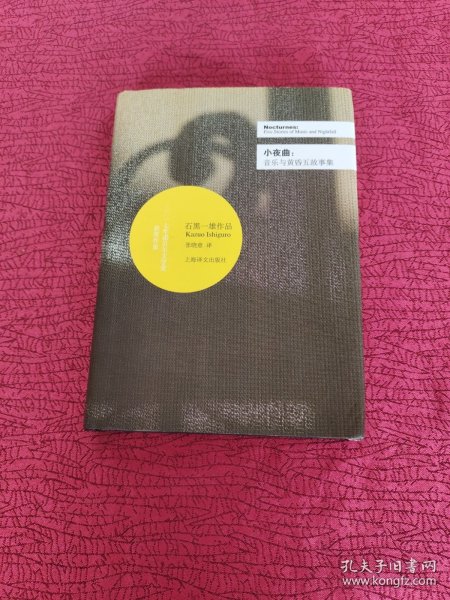 Nocturnes:
Five Stories of Music and Nightfall
小夜曲:
音乐与黄昏五故事集
石黑一雄作品
Kazuo Ishiguro
张晓意 译
上海译文出版社
孔夫子旧书网
www.kongfz.com